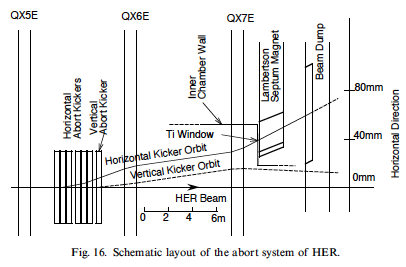 QX5E
QX6E
QX7E
Horizontal
Abort Kickers
Vertical
Abort Kicker
Inner
Chamber Wall
Lambertson
Septum Magnet
Beam Dump
Ti Window
Horizontal Kicker Orbit
Vertical Kicker Orbit
HER Beam
0 2 4 6m
80mm
40mm
0mm
Horizontal Direction
Fig. 16. Schematic layout of the abort system of HER.